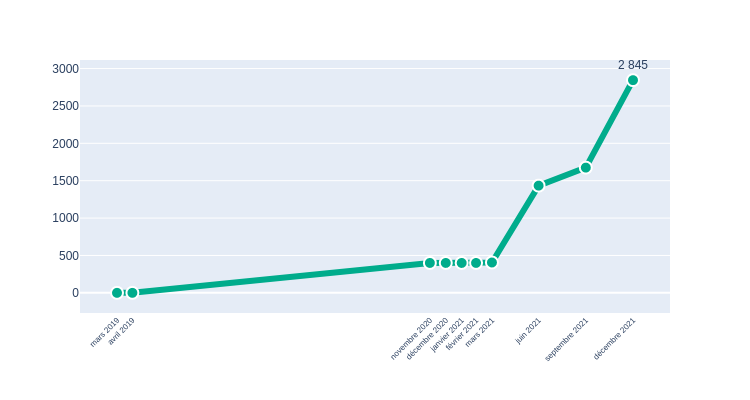 2 845
3000
2500
2000
1500
1000
500
0
mars 2019
avril 2019
novembre 2020
décembre 2020
janvier 2021
février 2021
mars 2021
juin 2021
septembre 2021
décembre 2021